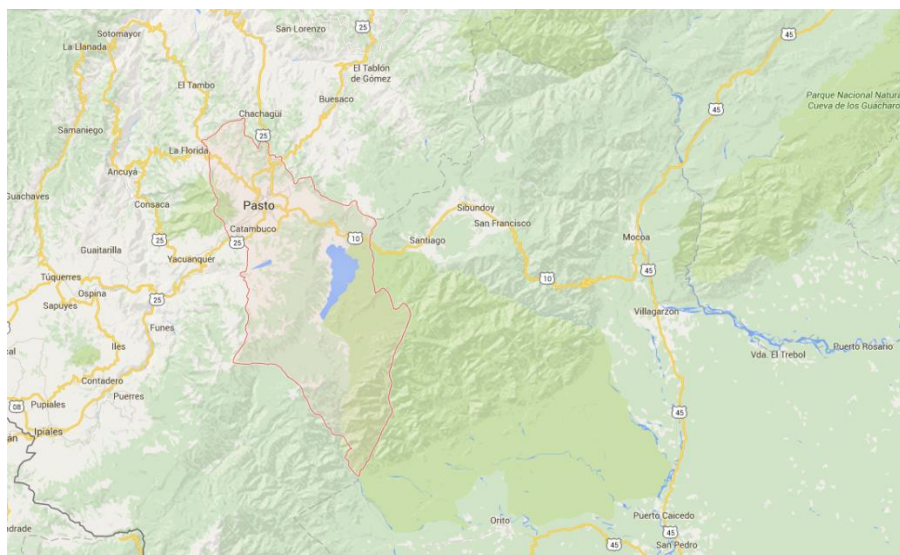 Sotomayor
San Lorenzo
25
45
La Llanada
El Tablón
de Gómez
El Tambo
Buesaco
Parque Nacional Natural
Cueva de los Guácharo
Chachagüí
45
Samaniego
25
La Florida
Ancuyá
Guachaves
Consaca
Pasto
Sibundoy
San Francisco
Catambuco
Santiago
Mocoa
25
25
10
Guaitarilla
Yacuanquer
45
Túquerres
10
Ospina
25
Sapuyes
Villagarzón
Funes
Iles
Vda. El Trebol
Puerto Rosario
Contadero
Puerres
08
Pupiales
45
Ipiales
Puerto Caicedo
Orito
45
45
San Pedro